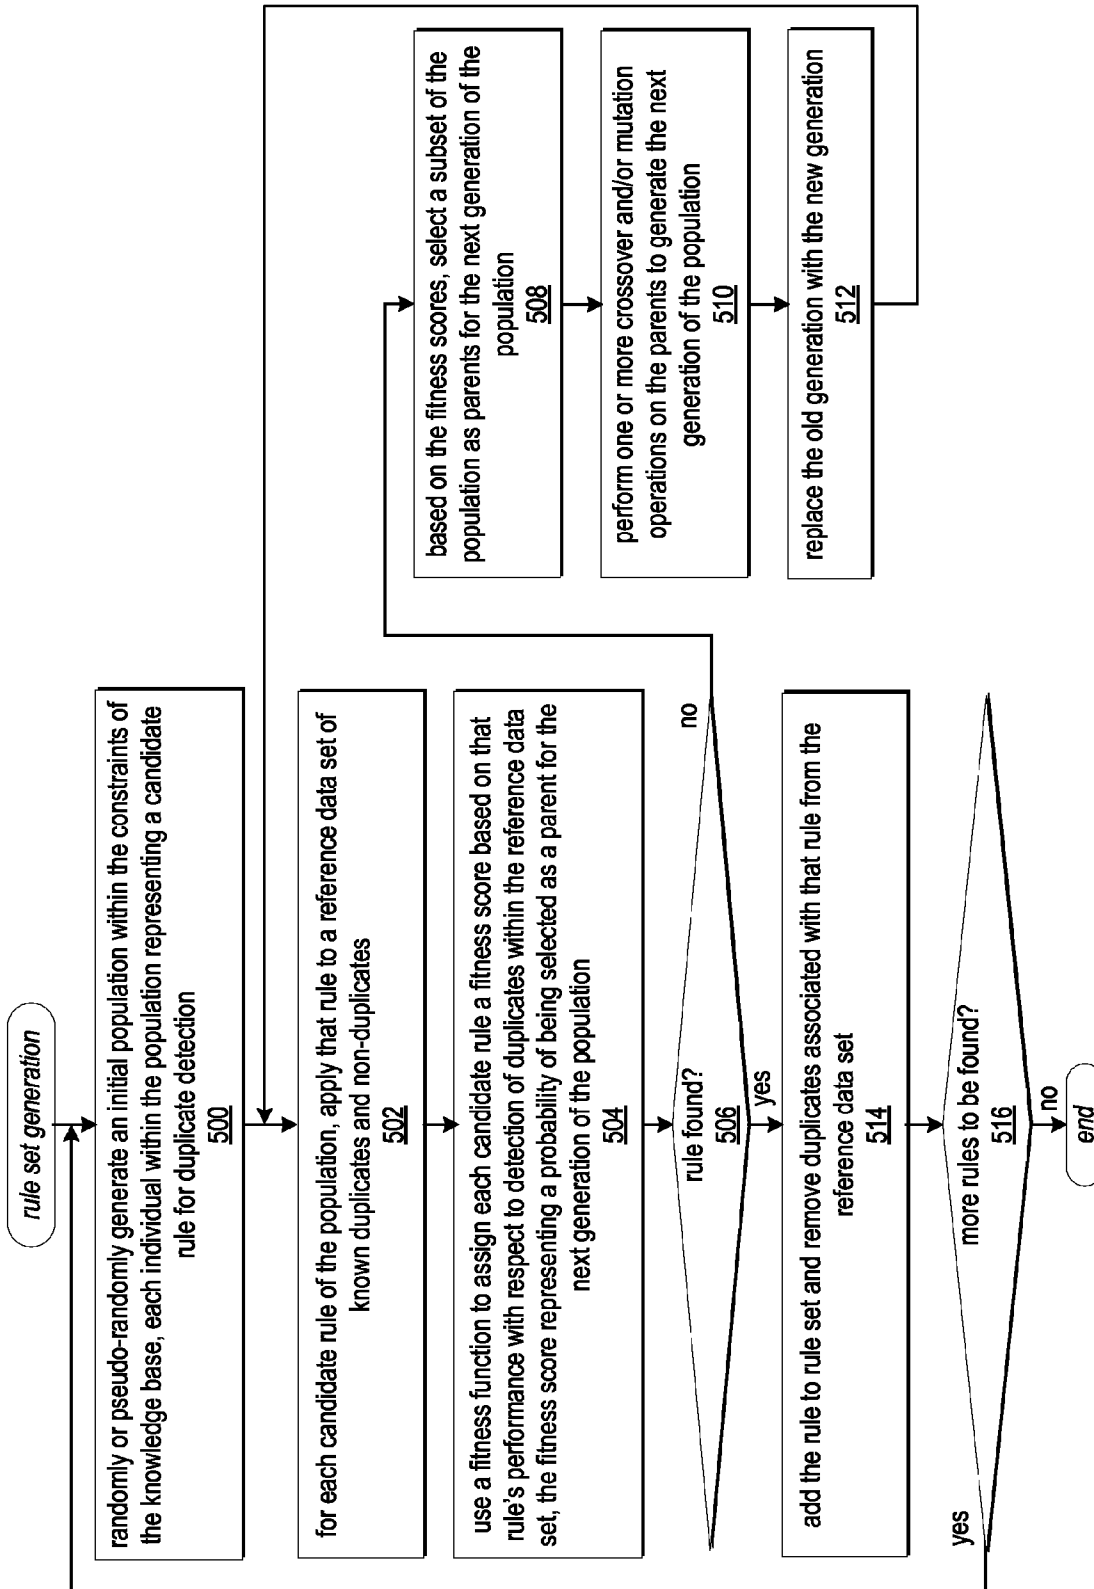 rule set generation
randomly or pseudo-randomly generate an initial population within the constraints of
the knowledge base, each individual within the population representing a candidate
rule for duplicate detection
500
for each candidate rule of the population, apply that rule to a reference data set of
known duplicates and non-duplicates
502
use a fitness function to assign each candidate rule a fitness score based on that
rule's performance with respect to detection of duplicates within the reference data
set, the fitness score representing a probability of being selected as a parent for the
next generation of the population
504
rule found?
506
no
yes
based on the fitness scores, select a subset of the
population as parents for the next generation of the
population
508
perform one or more crossover and/or mutation
operations on the parents to generate the next
generation of the population
510
replace the old generation with the new generation
512
add the rule to rule set and remove duplicates associated with that rule from the
reference data set
514
more rules to be found?
516
yes
no
end